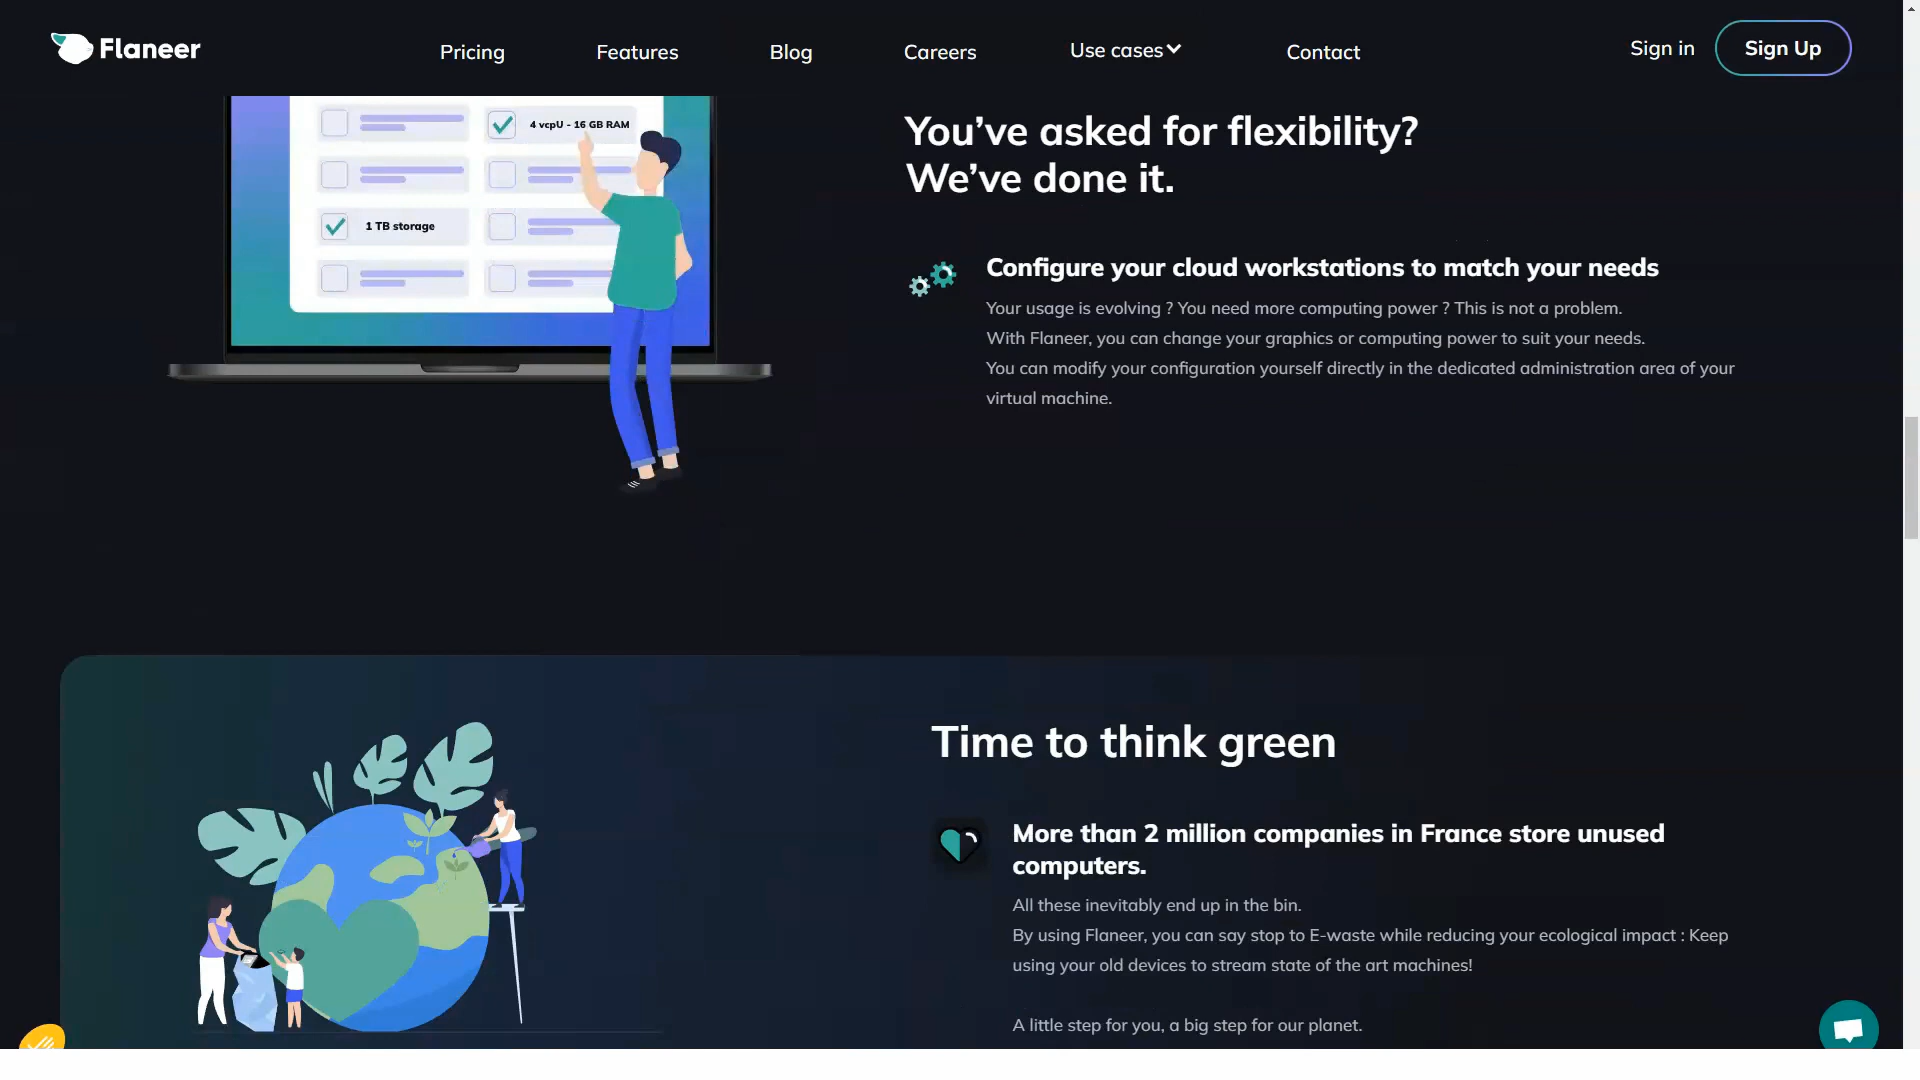 Flaneer
Pricing
Features
Blog
Careers
Use cases
Contact
Sign in
Sign Up
4 vcpU - 16 GB RAM
1 TB storage
You’ve asked for flexibility?
We’ve done it.
Configure your cloud workstations to match your needs
Your usage is evolving ? You need more computing power ? This is not a problem.
With Flaneer, you can change your graphics or computing power to suit your needs.
You can modify your configuration yourself directly in the dedicated administration area of your
virtual machine.
Time to think green
More than 2 million companies in France store unused
computers.
All these inevitably end up in the bin.
By using Flaneer, you can say stop to E-waste while reducing your ecological impact : Keep
using your old devices to stream state of the art machines!
A little step for you, a big step for our planet.